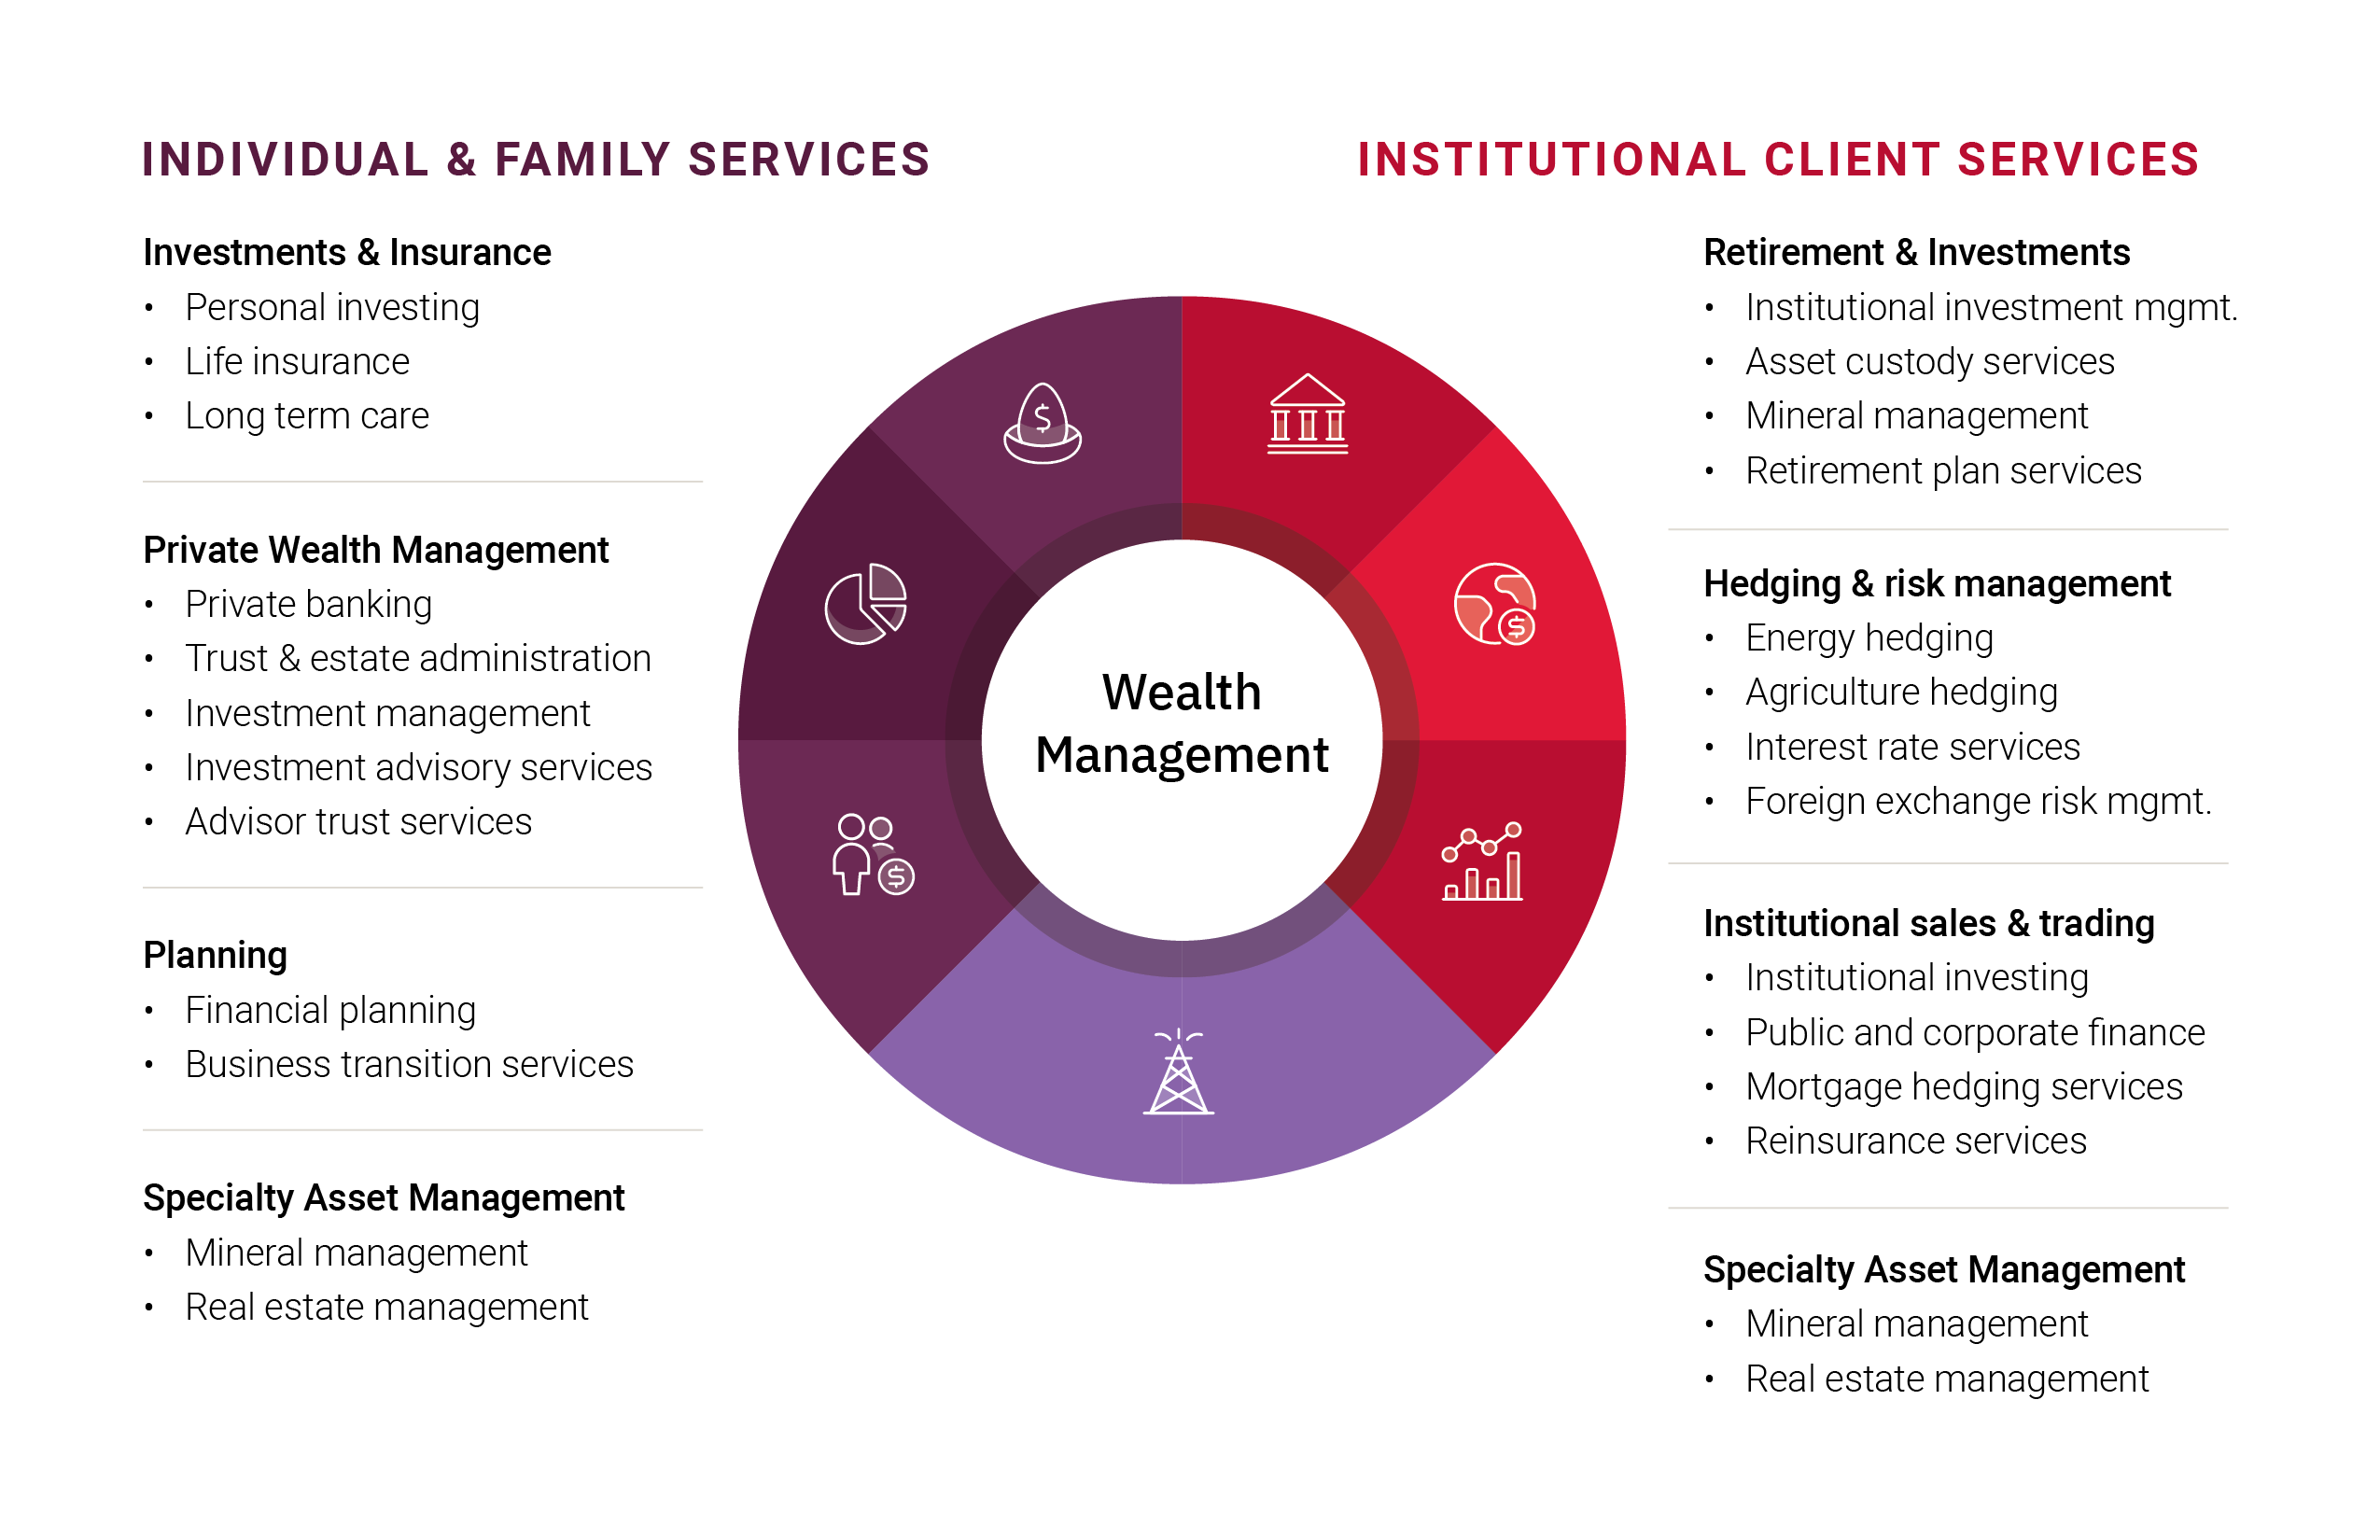 INDIVIDUAL & FAMILY SERVICES
Investments & Insurance
• Personal investing
• Life insurance
• Long term care
Private Wealth Management
• Private banking
• Trust & estate administration
• Investment management
• Investment advisory services
• Advisor trust services
Planning
• Financial planning
• Business transition services
Specialty Asset Management
• Mineral management
• Real estate management
$
$
Wealth
Management
$
INSTITUTIONAL CLIENT SERVICES
Retirement & Investments
• Institutional investment mgmt.
• Asset custody services
• Mineral management
• Retirement plan services
Hedging & risk management
• Energy hedging
• Agriculture hedging
• Interest rate services
• Foreign exchange risk mgmt.
Institutional sales & trading
• Institutional investing
• Public and corporate finance
• Mortgage hedging services
• Reinsurance services
Specialty Asset Management
• Mineral management
• Real estate management